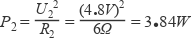 P₂ = U₂²/R₂ = (4.8V)²/6Ω = 3.84W